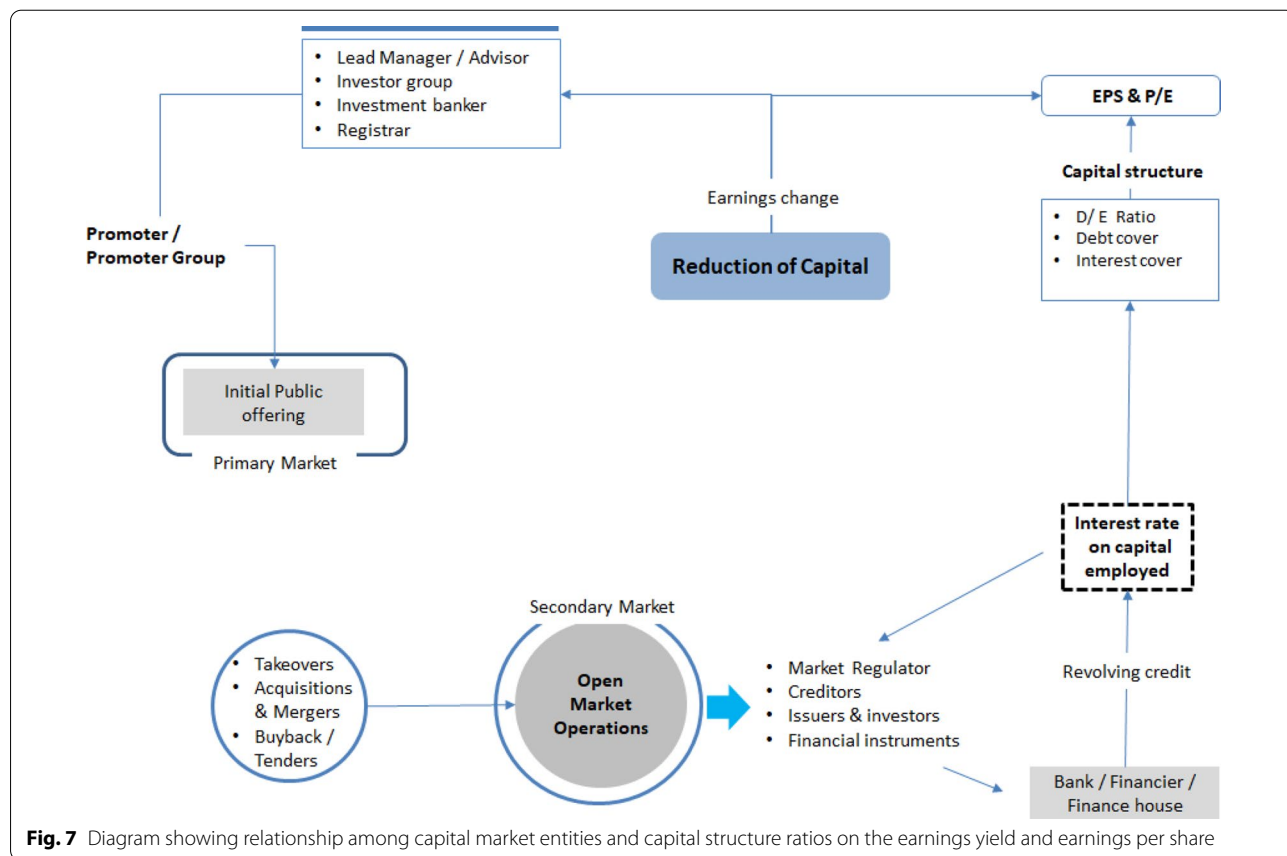 • Lead Manager / Advisor
• Investor group
• Investment banker
• Registrar
EPS & P/E
Capital structure
• D/ E Ratio
• Debt cover
• Interest cover
Earnings change
Reduction of Capital
Promoter /
Promoter Group
Initial Public
offering
Primary Market
Interest rate
on capital
employed
Secondary Market
• Takeovers
• Acquisitions
& Mergers
• Buyback /
Tenders
Open
Market
Operations
• Market Regulator
• Creditors
• Issuers & investors
• Financial instruments
Revolving credit
Bank / Financier /
Finance house
Fig. 7 Diagram showing relationship among capital market entities and capital structure ratios on the earnings yield and earnings per share